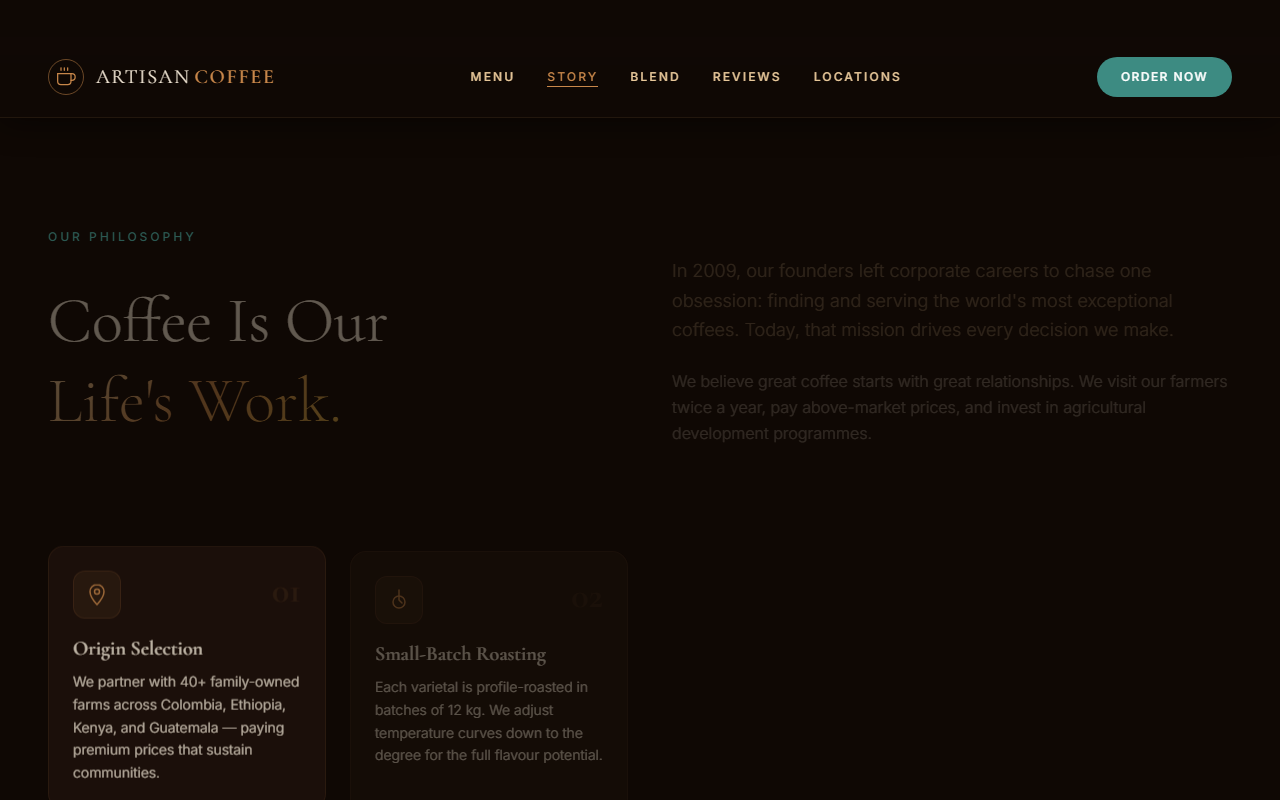 ARTISAN COFFEE
MENU
STORY
BLEND
REVIEWS
LOCATIONS
ORDER NOW
OUR PHILOSOPHY
Coffee Is Our
Life's Work.
In 2009, our founders left corporate careers to chase one
obsession: finding and serving the world's most exceptional
coffees. Today, that mission drives every decision we make.
We believe great coffee starts with great relationships. We visit our farmers
twice a year, pay above-market prices, and invest in agricultural
development programmes.
01
Origin Selection
We partner with 40+ family-owned
farms across Colombia, Ethiopia,
Kenya, and Guatemala — paying
premium prices that sustain
communities.
02
Small-Batch Roasting
Each varietal is profile-roasted in
batches of 12 kg. We adjust
temperature curves down to the
degree for the full flavour potential.